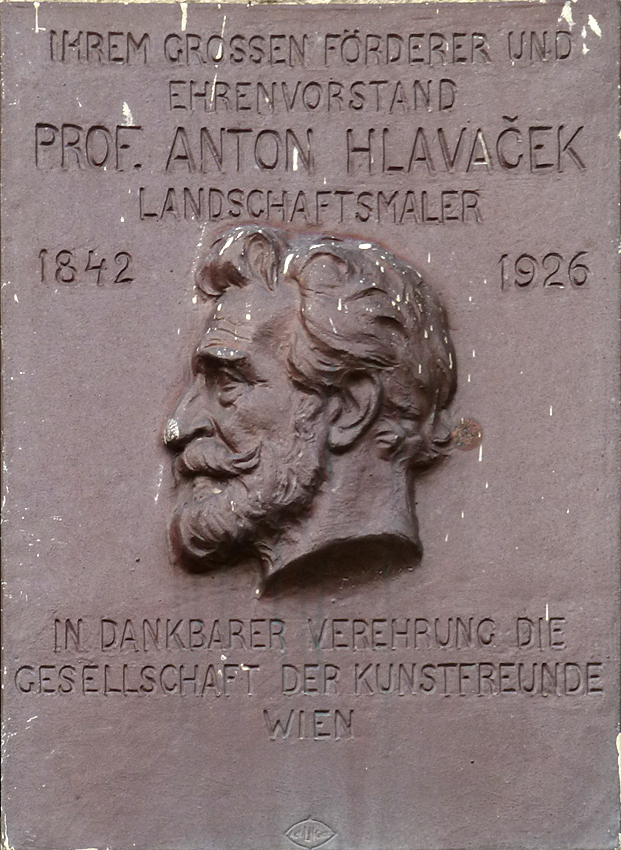 IHREM GROSSEN FÖRDERER UND
EHRENVORSTAND
PROF. ANTON HLAVAČEK
LANDSCHAFTSMALER
1842 1926
IN DANKBARER VEREHRUNG DIE
GESELLSCHAFT DER KUNSTFREUNDE
WIEN